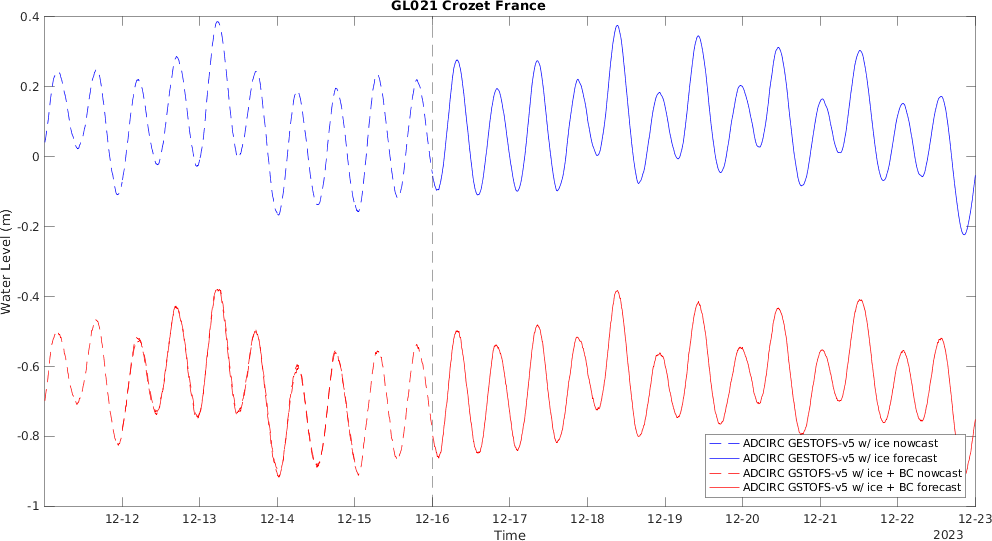 GL021 Crozet France
0.4
0.2
0
-0.2
-0.4
-0.6
-0.8
-1
Water Level (m)
ADCIRC GESTOFS-v5 w/ ice nowcast
ADCIRC GESTOFS-v5 w/ ice forecast
ADCIRC GSTOFS-v5 w/ ice + BC nowcast
ADCIRC GSTOFS-v5 w/ ice + BC forecast
12-12 12-13 12-14 12-15 12-16 12-17 12-18 12-19 12-20 12-21 12-22 12-23
Time
2023